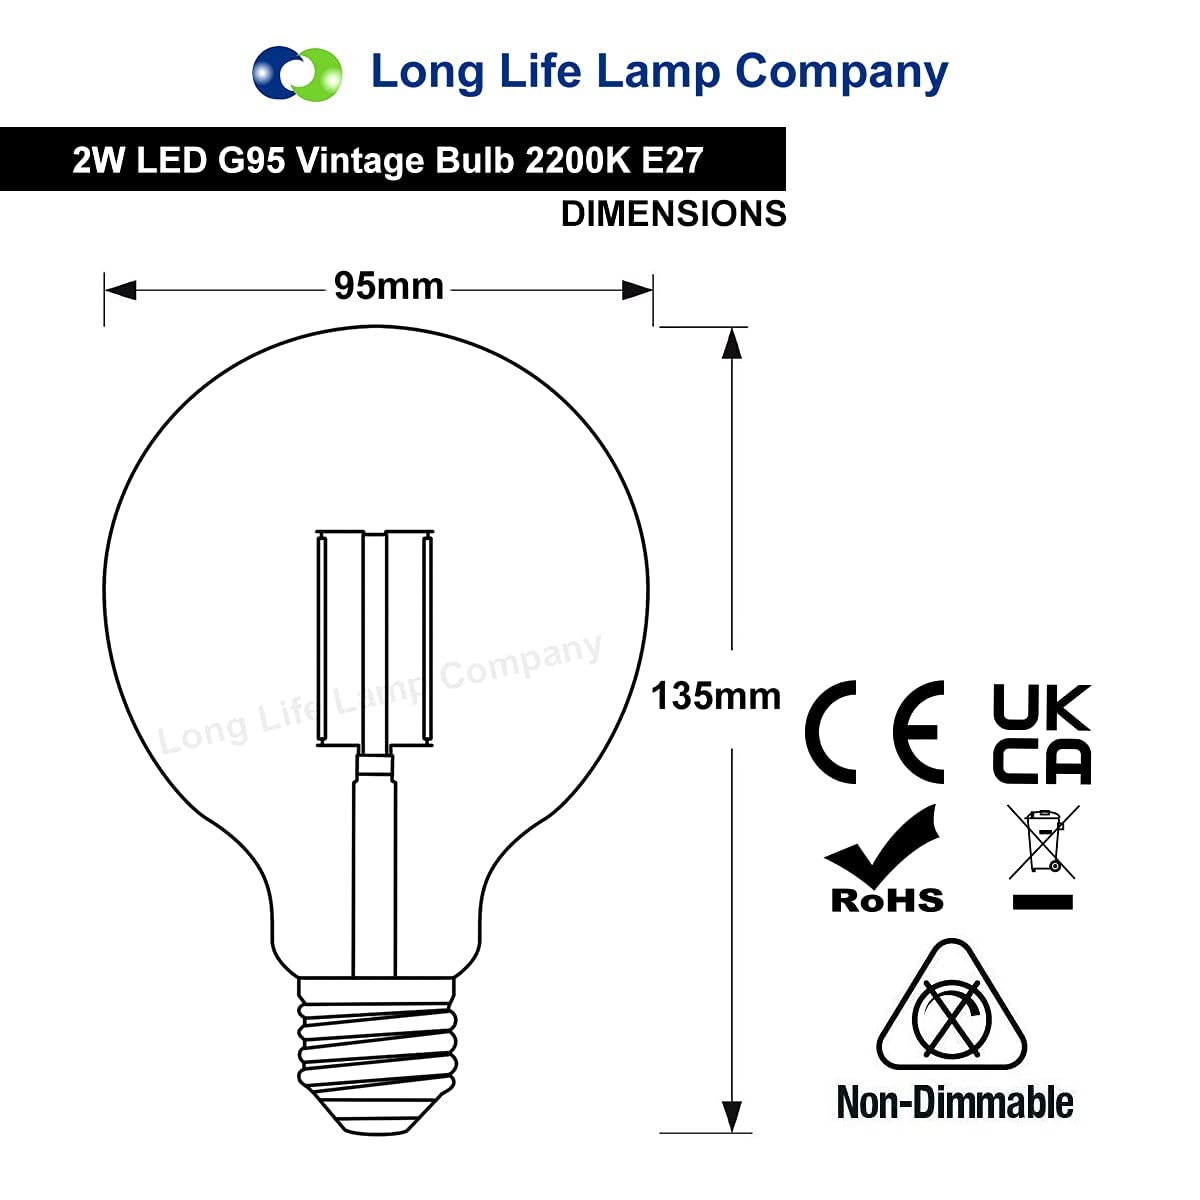 Long Life Lamp Company
2W LED G95 Vintage Bulb 2200K E27
DIMENSIONS
95mm
Long Life Lamp Company
135mm
CE
UK
CA
RoHS
Non-Dimmable